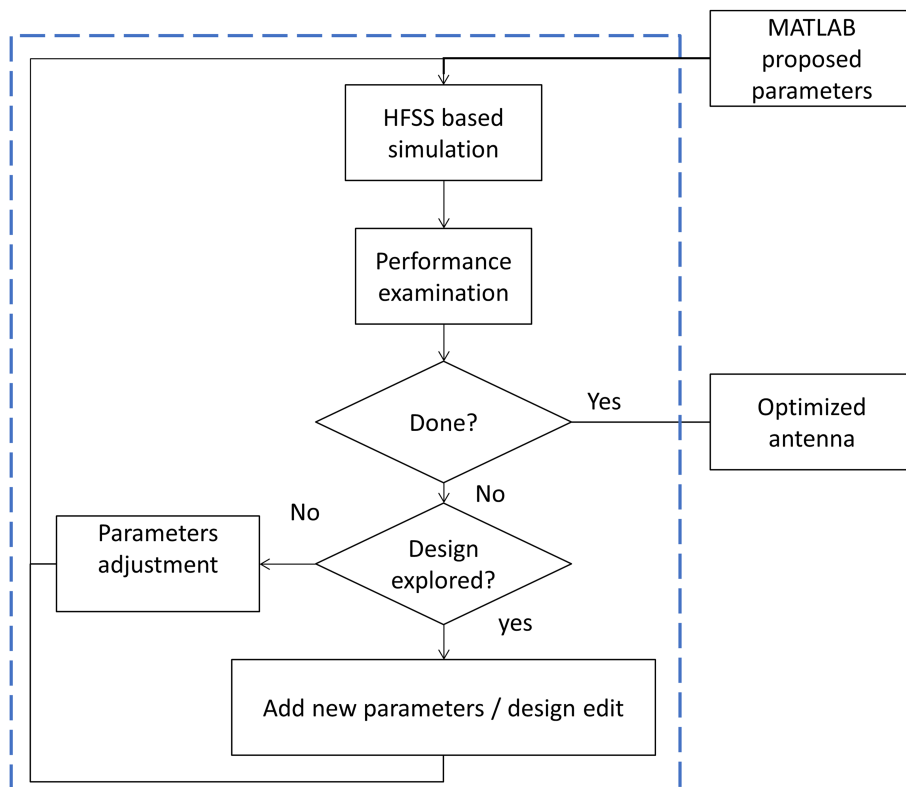 MATLAB
proposed
parameters
HFSS based
simulation
Performance
examination
Done?
Yes
Optimized
antenna
No
No
Parameters
adjustment
Design
explored?
yes
Add new parameters / design edit